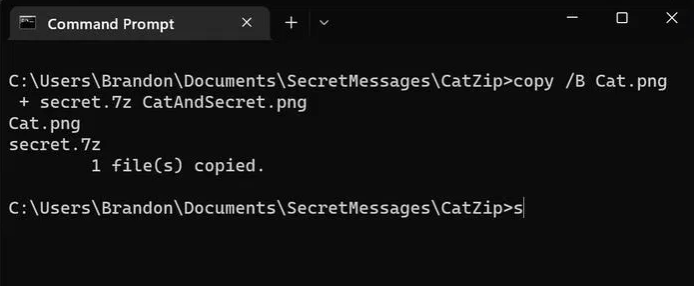 Command Prompt
C:\Users\Brandon\Documents\SecretMessages\CatZip>copy /B Cat.png
+ secret.7z CatAndSecret.png
Cat.png
secret.7z
1 file(s) copied.
C:\Users\Brandon\Documents\SecretMessages\CatZip>s